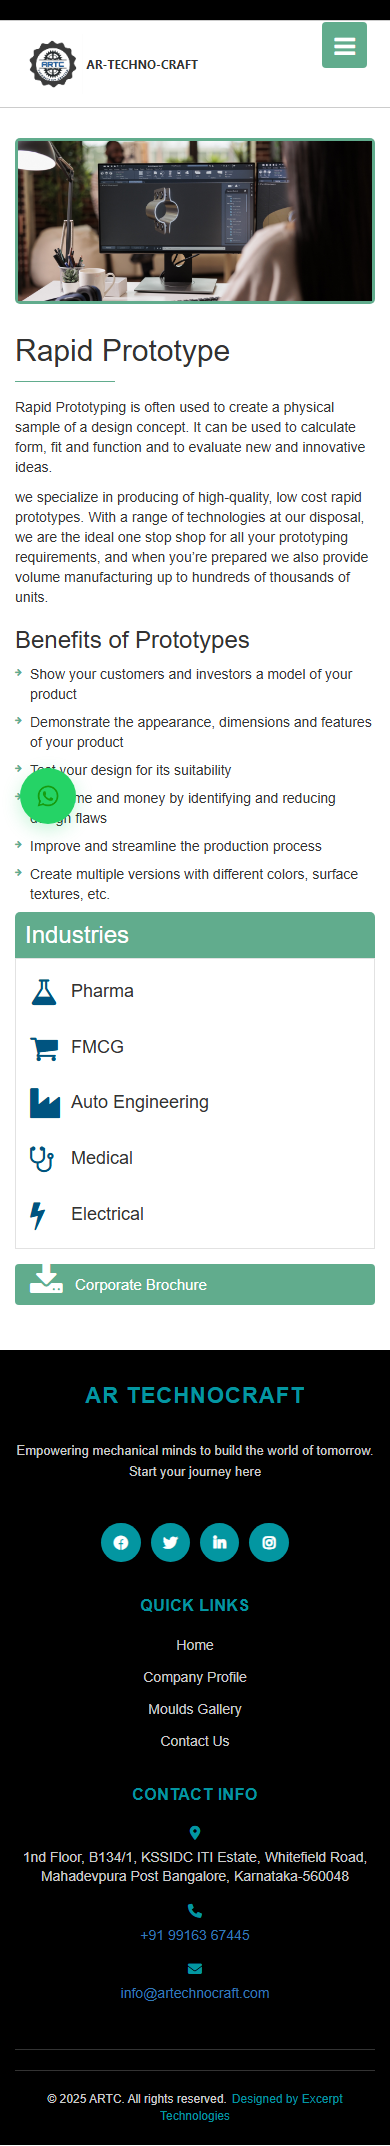 ARTC
AR-TECHNO-CRAFT
Rapid Prototype
Rapid Prototyping is often used to create a physical
sample of a design concept. It can be used to calculate
form, fit and function and to evaluate new and innovative
ideas.
we specialize in producing of high-quality, low cost rapid
prototypes. With a range of technologies at our disposal,
we are the ideal one stop shop for all your prototyping
requirements, and when you're prepared we also provide
volume manufacturing up to hundreds of thousands of
units.
Benefits of Prototypes
Show your customers and investors a model of your
product
Demonstrate the appearance, dimensions and features
of your product
Test your design for its suitability
and money by identifying and reducing
flaws
Improve and streamline the production process
Create multiple versions with different colors, surface
textures, etc.
Industries
Pharma
FMCG
Auto Engineering
Medical
Electrical
Corporate Brochure
AR TECHNOCRAFT
Empowering mechanical minds to build the world of tomorrow.
Start your journey here
QUICK LINKS
Home
Company Profile
Moulds Gallery
Contact Us
CONTACT INFO
1nd Floor, B134/1, KSSIDC ITI Estate, Whitefield Road,
Mahadevpura Post Bangalore, Karnataka-560048
+91 99163 67445
info@artechnocraft.com
© 2025 ARTC. All rights reserved. Designed by Excerpt
Technologies